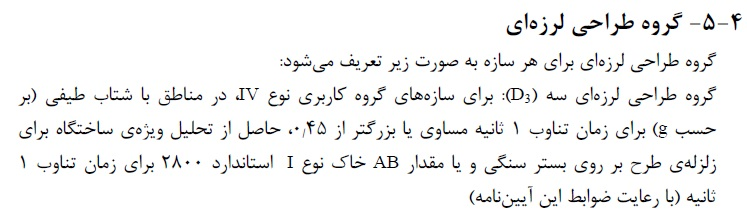 ۴-۵- گروه طراحی لرزه‌ای
گروه طراحی لرزه‌ای برای هر سازه به صورت زیر تعریف می‌شود:
گروه طراحی لرزه‌ای سه (D3): برای سازه‌های گروه کاربری نوع IV، در مناطق با شتاب طیفی (بر
حسب g) برای زمان تناوب ۱ ثانیه مساوی یا بزرگتر از ۰٫۴۵، حاصل از تحلیل ویژه‌ی ساختگاه برای
زلزله‌ی طرح بر روی بستر سنگی و یا مقدار AB خاک نوع I استاندارد ۲۸۰۰ برای زمان تناوب ۱
ثانیه (با رعایت ضوابط این آیین‌نامه)